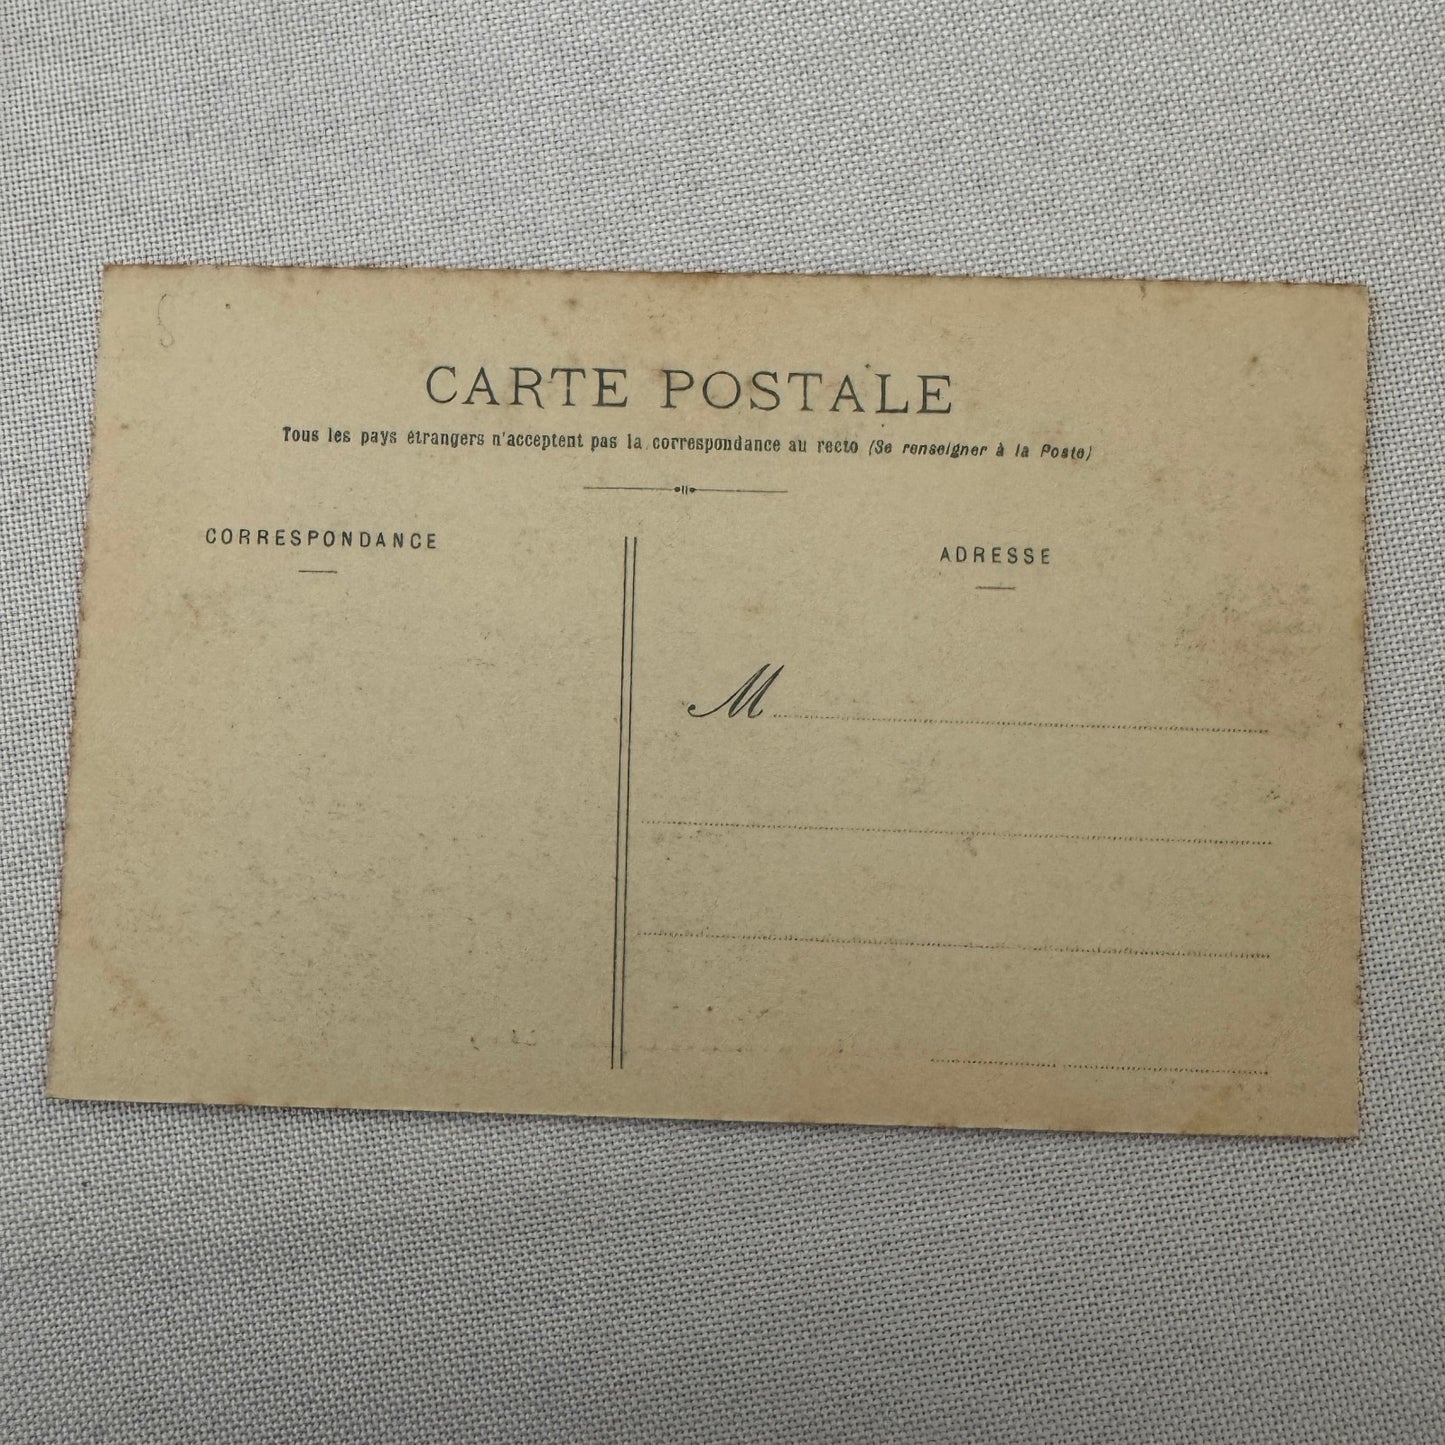 CARTE POSTALE
Tous les pays étrangers n'acceptent pas la correspondance au recto (Se renseigner à la Poste)
CORRESPONDANCE
ADRESSE
M